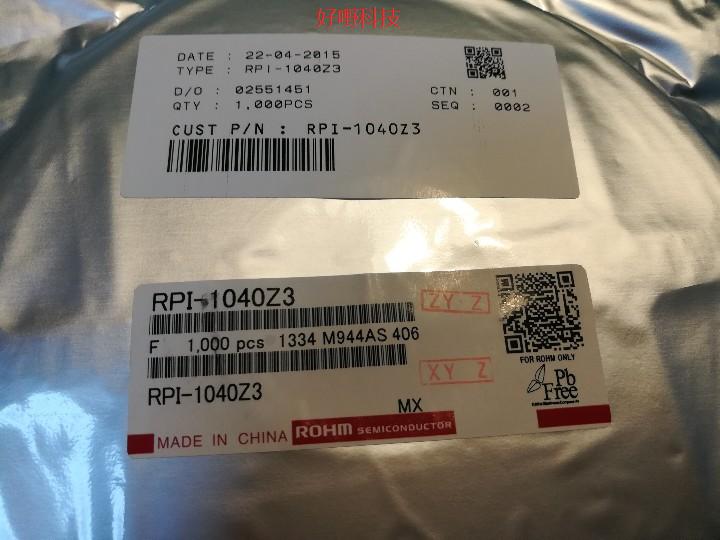 好嘢科技
DATE : 22-04-2015
TYPE : RPI-1040Z3
D/O : 02551451
CTN : 001
QTY : 1,000PCS
SEQ : 0002
CUST P/N : RPI-1040Z3
RPI-1040Z3
ZY Z
F 1,000 pcs 1334 M944AS 406
FOR ROHM ONLY
XY Z
RPI-1040Z3
Pb
Free
MX
MADE IN CHINA ROHM SEMICONDUCTOR